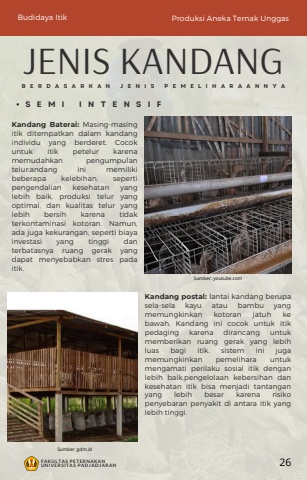 Budidaya Itik
Produksi Aneka Ternak Unggas
JENIS KANDANG
BERDASARKAN JENIS PEMELIHARAANNYA
• SEMI INTENSIF
Kandang Baterai: Masing-masing
itik ditempatkan dalam kandang
individu yang berderet. Cocok
untuk itik petelur karena
memudahkan pengumpulan
telur.andang ini memiliki
beberapa kelebihan, seperti
pengendalian kesehatan yang
lebih baik, produksi telur yang
optimal, dan kualitas telur yang
lebih bersih karena tidak
terkontaminasi kotoran. Namun,
ada juga kekurangan, seperti biaya
investasi yang tinggi dan
terbatasnya ruang gerak yang
dapat menyebabkan stres pada
itik.
Sumber: youtube.com
Kandang postal: lantai kandang berupa
sela-sela kayu atau bambu yang
memungkinkan kotoran jatuh, ke
bawah. Kandang ini cocok untuk itik
pedaging karena dirancang untuk
memberikan ruang gerak yang lebih
luas bagi itik. sistem ini juga
memungkinkan pemelihara untuk
mengamati perilaku sosial itik dengan
lebih baik.pengelolaan kebersihan dan
kesehatan itik bisa menjadi tantangan
yang lebih besar karena risiko
penyebaran penyakit di antara itik yang
lebih tinggi.
Sumber: gdm.id
FAKULTAS PETERNAKAN
UNIVERSITAS PADJADJARAN
26